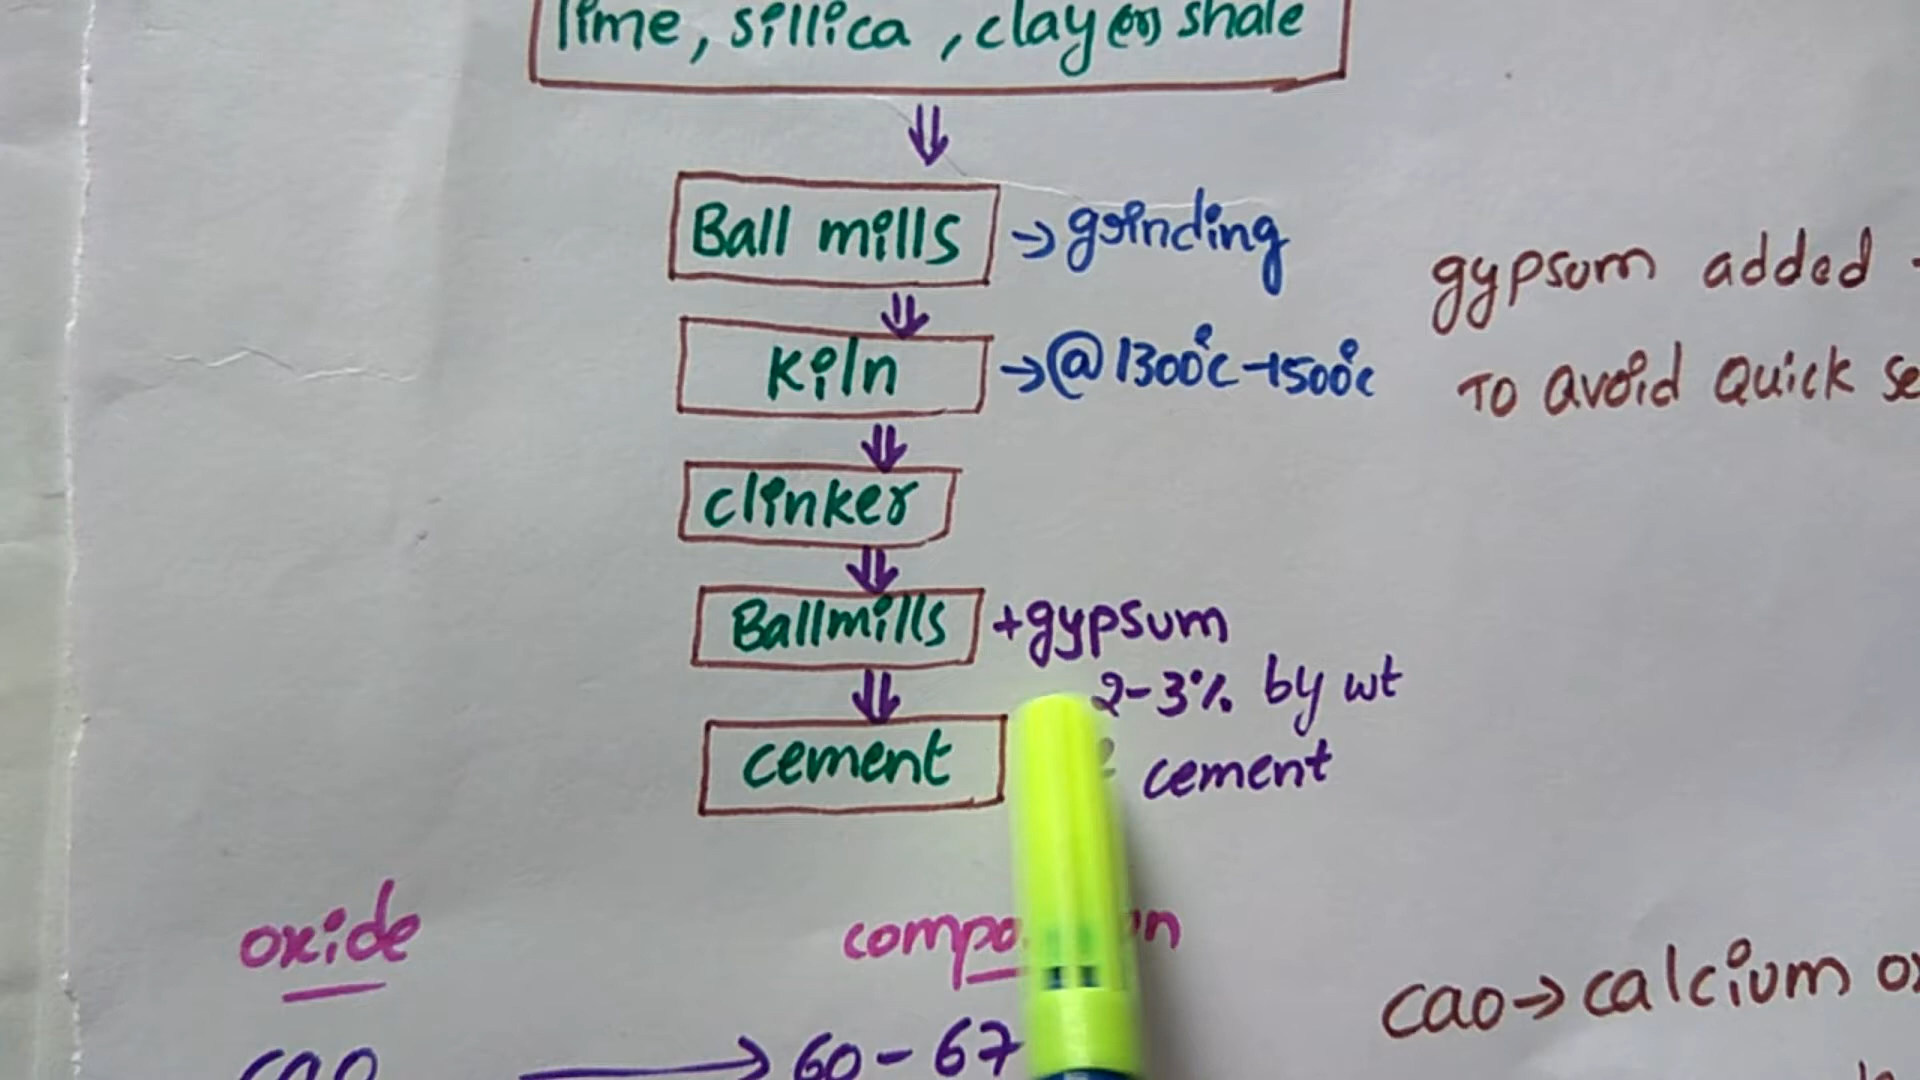 lime, sillica, clay (or) shale
Ball mills → grinding
kiln → @ 1300°c - 1500°c
clinker
Ballmills + gypsum
2-3% by wt
cement
cement
gypsum added
To avoid Quick
oxide
cao → 60-67
cao → calcium